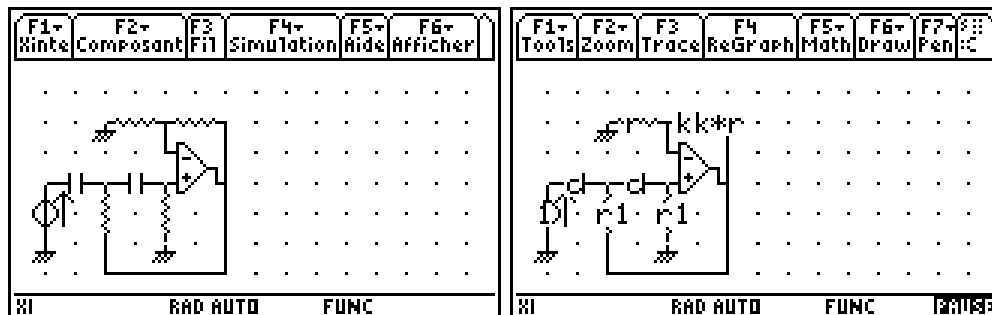 F1 F2 F3 F4 F5 F6
Xinte Composant Fil Simulation Aide Afficher
XI RAD AUTO FUNC
F1 F2 F3 F4 F5 F6 F7
Tools Zoom Trace ReGraph Math Draw Pen
r kk*r
-
+
d d
r1 r1
XI RAD AUTO FUNC PAUSE